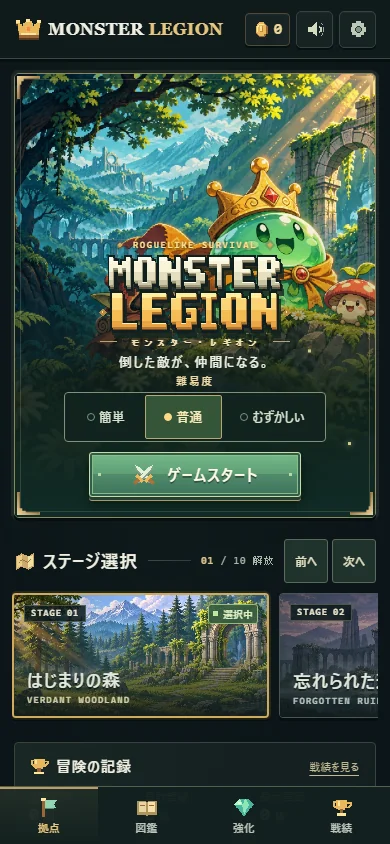 MONSTER LEGION
0
ROGUELIKE SURVIVAL
MONSTER
LEGION
モンスター・レギオン
倒した敵が、仲間になる。
難易度
簡単
普通
むずかしい
ゲームスタート
ステージ選択
01 / 10 解放
前へ
次へ
STAGE 01
選択中
はじまりの森
VERDANT WOODLAND
STAGE 02
忘れられた
FORGOTTEN RUI
冒険の記録
戦績を見る
拠点
図鑑
強化
戦績